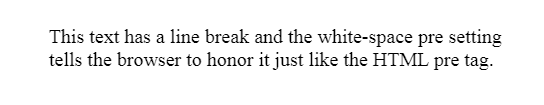 This text has a line break and the white-space pre setting
tells the browser to honor it just like the HTML pre tag.